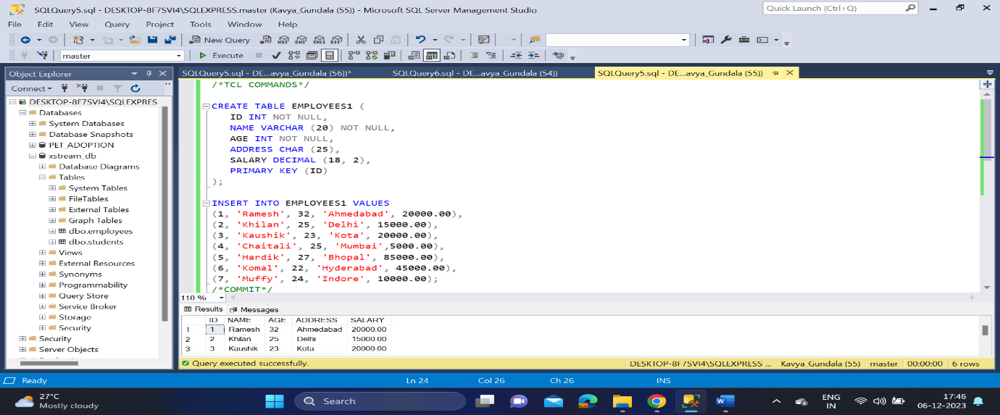 SQLQuery5.sql - DESKTOP-8F7SVI4\SQLEXPRESS.master (Kavya_Gundala (55)) - Microsoft SQL Server Management Studio
Quick Launch (Ctrl+Q)
File Edit View Query Project Tools Window Help
New Query
master
Execute
Object Explorer
Connect
DESKTOP-8F7SVI4\SQLEXPRES
Databases
System Databases
Database Snapshots
PET_ADOPTION
xstream_db
Database Diagrams
Tables
System Tables
FileTables
External Tables
Graph Tables
dbo.employees
dbo.students
Views
External Resources
Synonyms
Programmability
Query Store
Service Broker
Storage
Security
Security
Server Objects
SQLQuery5.sql - DE...avya_Gundala (56))* SQLQuery6.sql - DE...avya_Gundala (54)) SQLQuery5.sql - DE...avya_Gundala (55))
/*TCL COMMANDS*/
CREATE TABLE EMPLOYEES1 (
ID INT NOT NULL,
NAME VARCHAR (20) NOT NULL,
AGE INT NOT NULL,
ADDRESS CHAR (25),
SALARY DECIMAL (18, 2),
PRIMARY KEY (ID)
);
INSERT INTO EMPLOYEES1 VALUES
(1, 'Ramesh', 32, 'Ahmedabad', 20000.00),
(2, 'Khilan', 25, 'Delhi', 15000.00),
(3, 'Kaushik', 23, 'Kota', 20000.00),
(4, 'Chaitali', 25, 'Mumbai',5000.00),
(5, 'Hardik', 27, 'Bhopal', 85000.00),
(6, 'Komal', 22, 'Hyderabad', 45000.00),
(7, 'Muffy', 24, 'Indore', 10000.00);
/*COMMIT*/
110 %
Results Messages
ID NAME AGE ADDRESS SALARY
1 1 Ramesh 32 Ahmedabad 20000.00
2 2 Khilan 25 Delhi 15000.00
3 3 Kaushik 23 Kota 20000.00
Query executed successfully. DESKTOP-8F7SVI4\SQLEXPRESS ... Kavya_Gundala (55) master 00:00:00 6 rows
Ready Ln 24 Col 26 Ch 26 INS
27°C
Mostly cloudy
Search
ENG
IN
17:46
06-12-2023